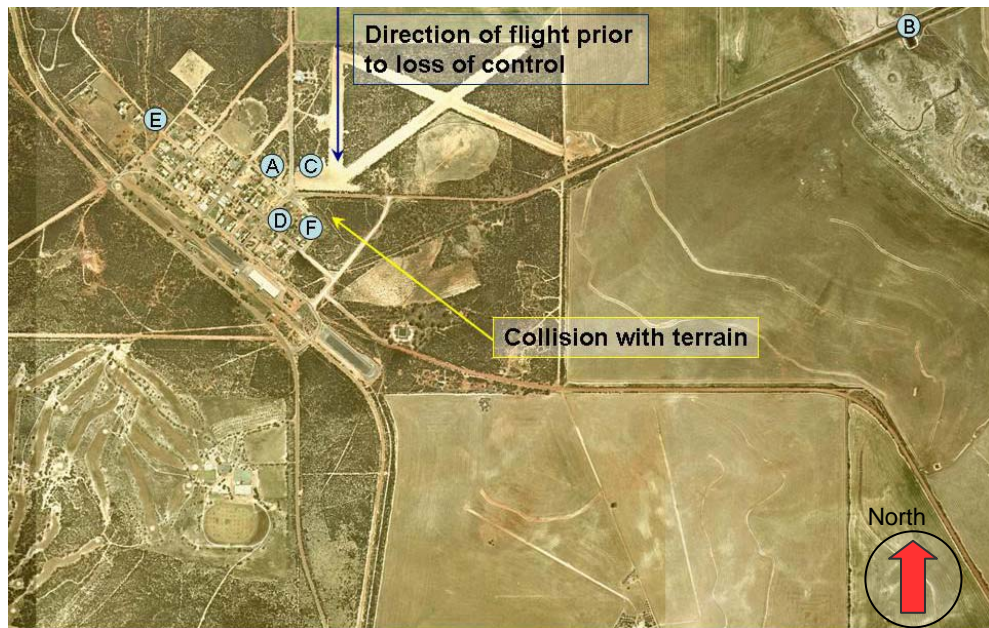 B
Direction of flight prior
to loss of control
E
A
C
D
F
Collision with terrain
North